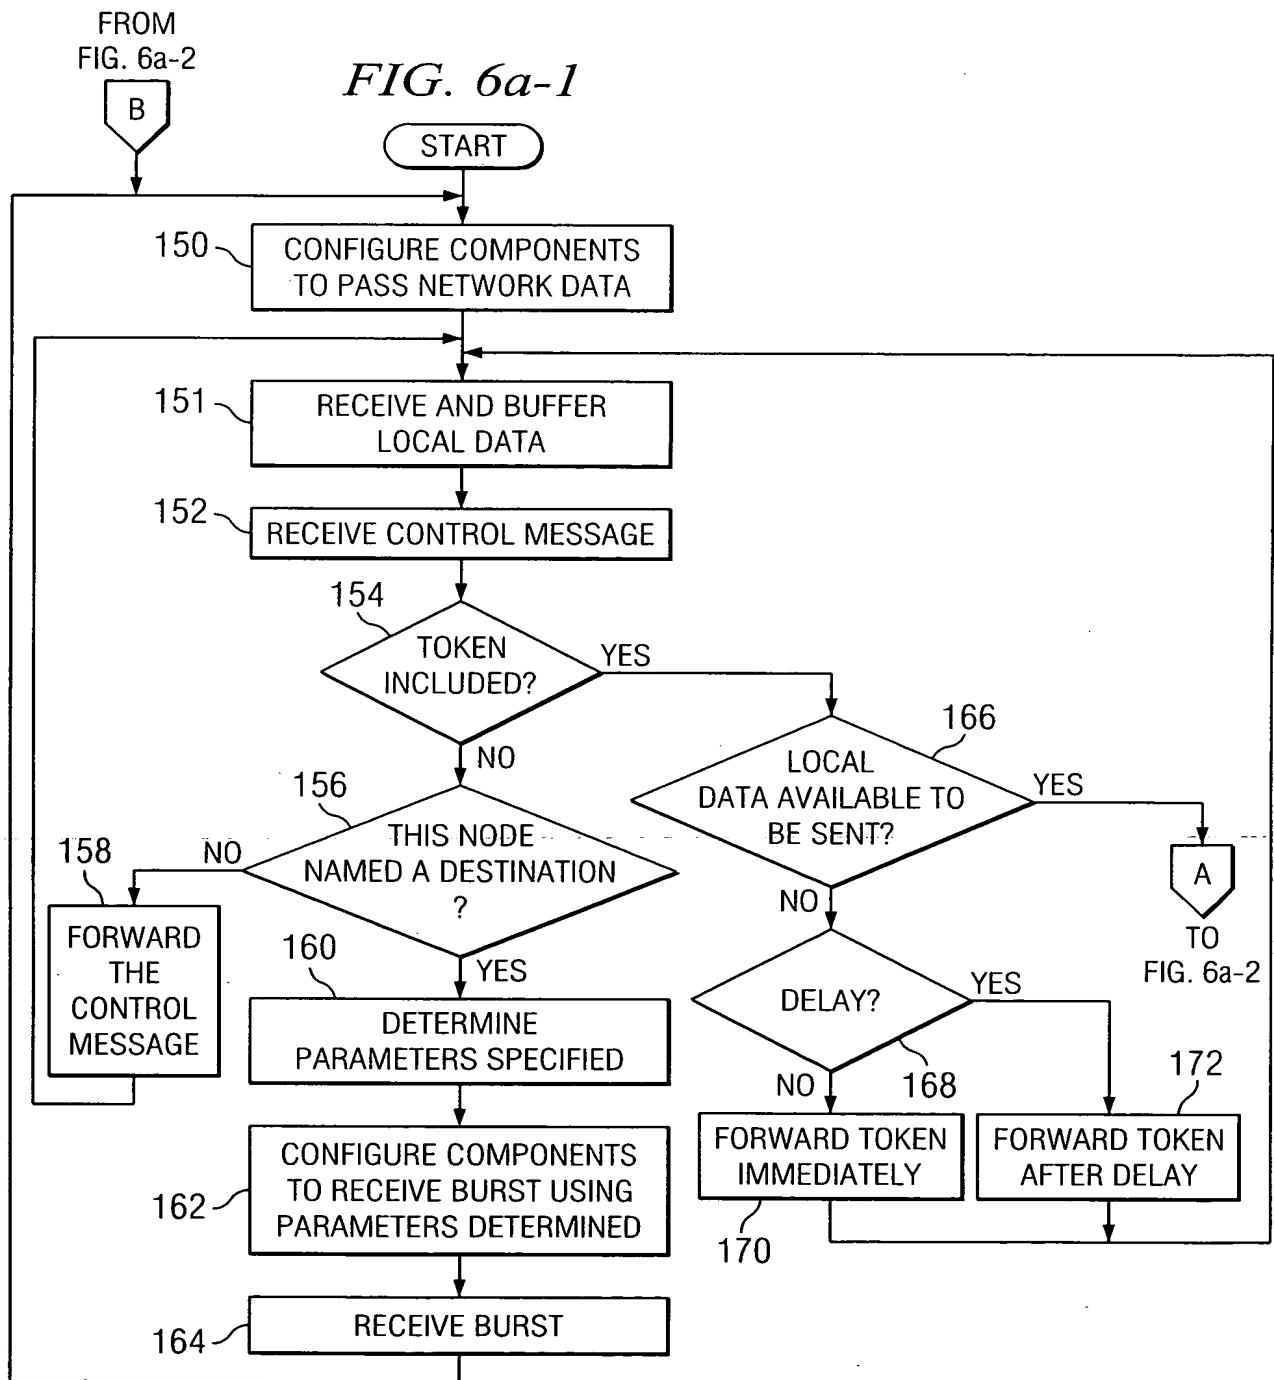 FROM
FIG. 6a-2
B
FIG. 6a-1
START
150
CONFIGURE COMPONENTS
TO PASS NETWORK DATA
151
RECEIVE AND BUFFER
LOCAL DATA
152
RECEIVE CONTROL MESSAGE
154
TOKEN
INCLUDED?
YES
NO
166
LOCAL
DATA AVAILABLE TO
BE SENT?
YES
NO
A
TO
FIG. 6a-2
156
THIS NODE
NAMED A DESTINATION
?
NO
YES
158
FORWARD
THE
CONTROL
MESSAGE
160
DETERMINE
PARAMETERS SPECIFIED
DELAY?
YES
NO
168
172
FORWARD TOKEN
IMMEDIATELY
170
FORWARD TOKEN
AFTER DELAY
162
CONFIGURE COMPONENTS
TO RECEIVE BURST USING
PARAMETERS DETERMINED
164
RECEIVE BURST